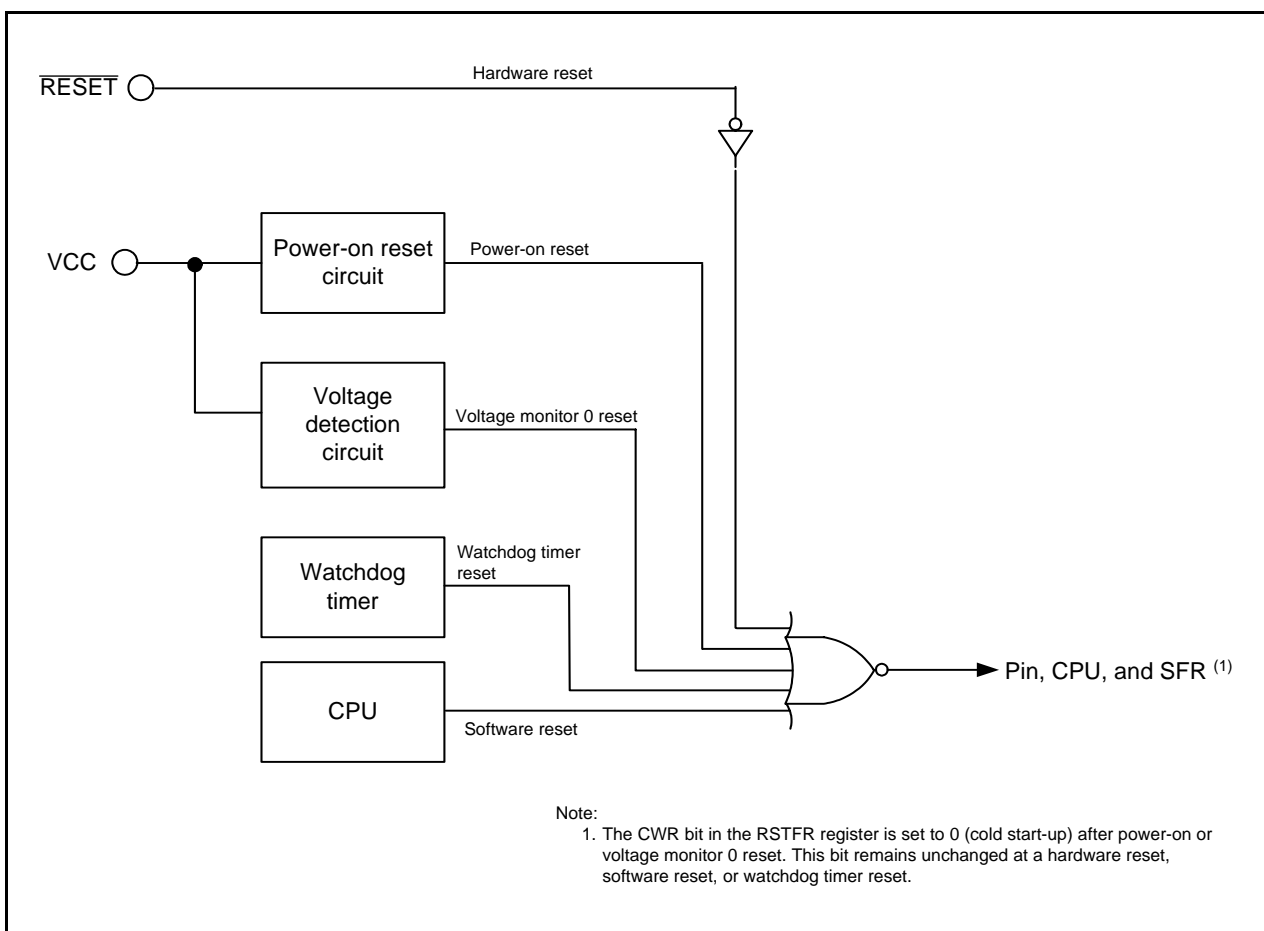 RESET
Hardware reset
Power-on reset
circuit
Power-on reset
VCC
Voltage
detection
circuit
Voltage monitor 0 reset
Watchdog
timer
Watchdog timer
reset
Pin, CPU, and SFR (1)
CPU
Software reset
Note:
1. The CWR bit in the RSTFR register is set to 0 (cold start-up) after power-on or
voltage monitor 0 reset. This bit remains unchanged at a hardware reset,
software reset, or watchdog timer reset.